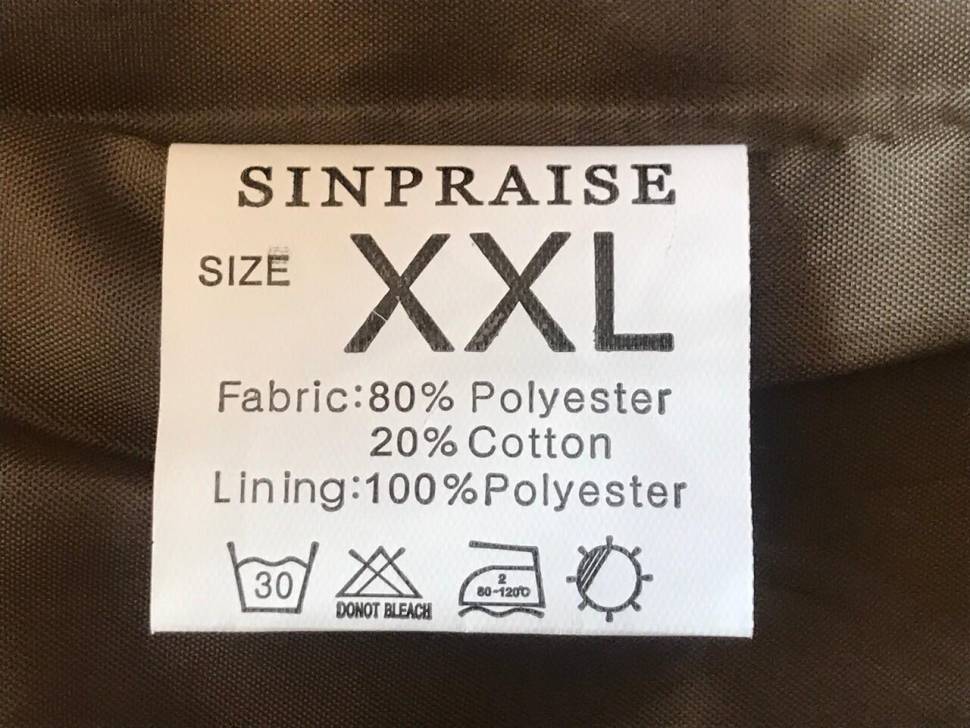 SINPRAISE
SIZE XXL
Fabric:80% Polyester
20% Cotton
Lining:100%Polyester
30
DONOT BLEACH
2
80-120℃